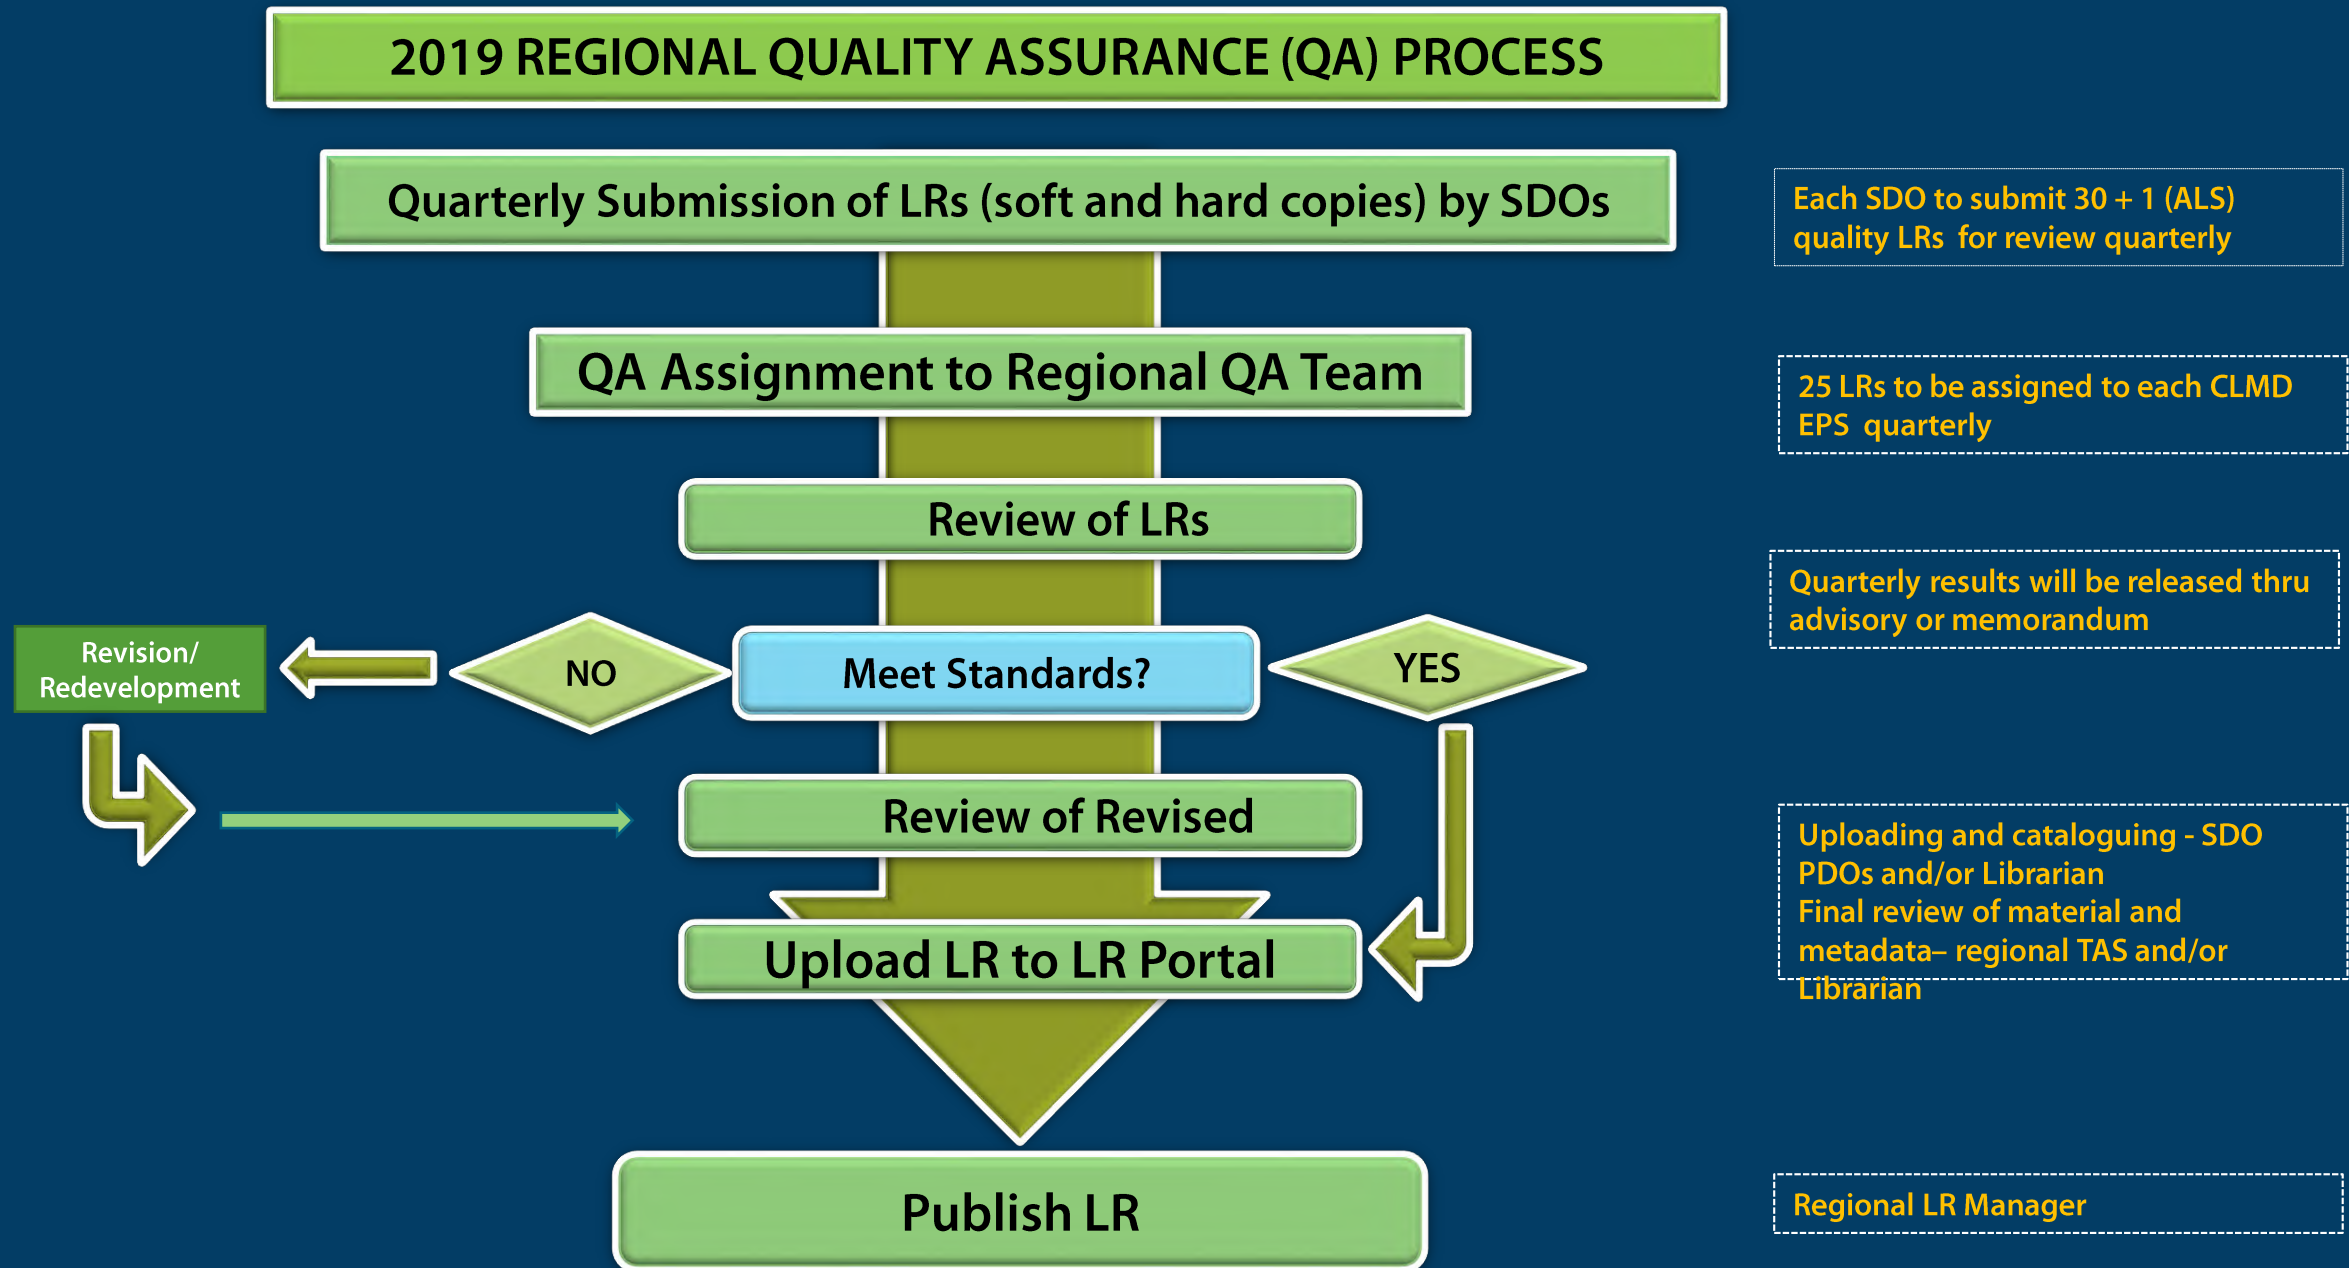 2019 REGIONAL QUALITY ASSURANCE (QA) PROCESS
Quarterly Submission of LRs (soft and hard copies) by SDOs
Each SDO to submit 30 + 1 (ALS)
quality LRs for review quarterly
QA Assignment to Regional QA Team
25 LRs to be assigned to each CLMD
EPS quarterly
Review of LRs
Quarterly results will be released thru
advisory or memorandum
Revision/
Redevelopment
NO
Meet Standards?
YES
Review of Revised
Uploading and cataloguing - SDO
PDOs and/or Librarian
Final review of material and
metadata– regional TAS and/or
Librarian
Upload LR to LR Portal
Publish LR
Regional LR Manager